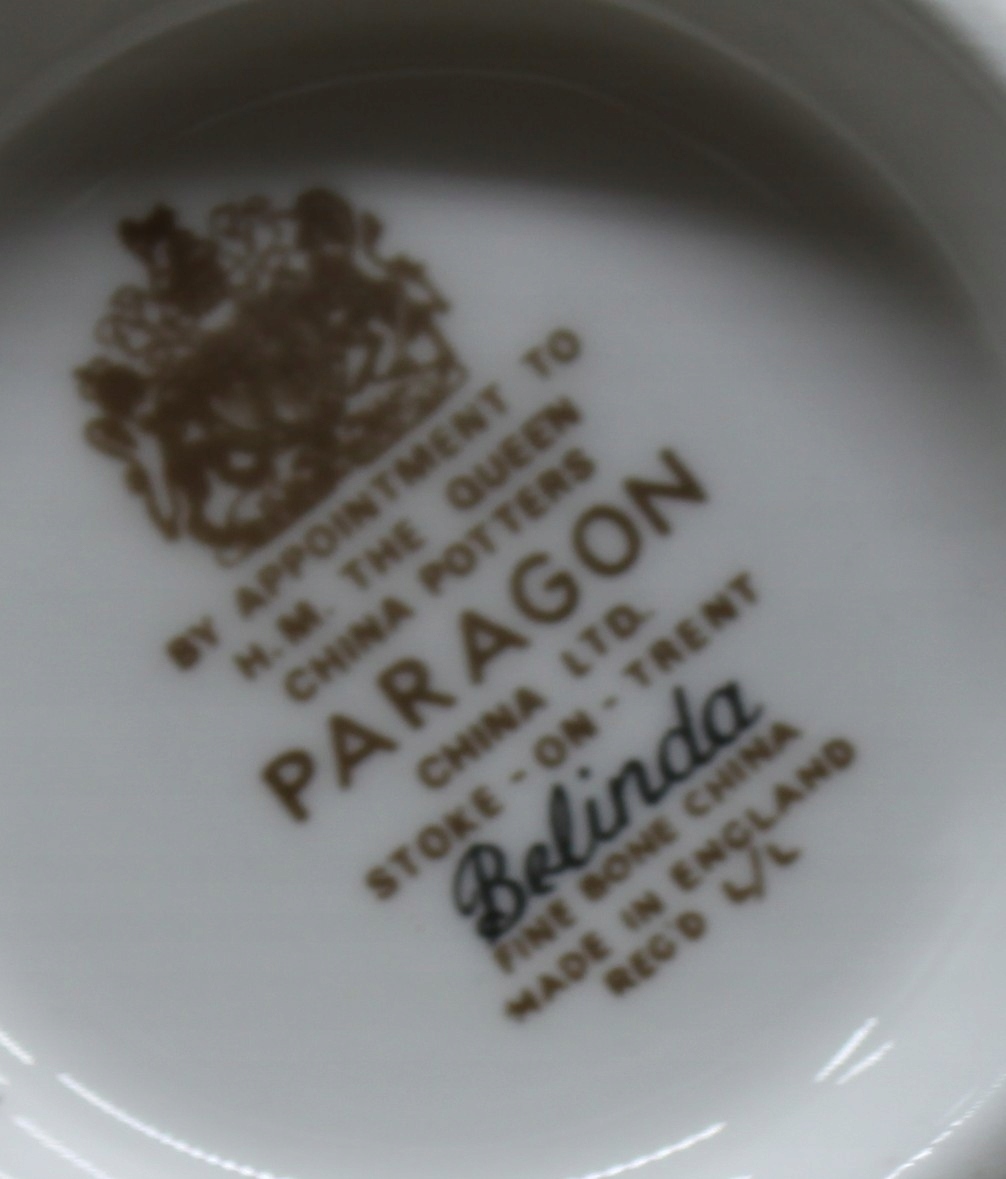 BY APPOINTMENT TO
H.M. THE QUEEN
CHINA POTTERS
PARAGON
CHINA LTD.
STOKE-ON-TRENT
Belinda
FINE BONE CHINA
MADE IN ENGLAND
REG'D L/L